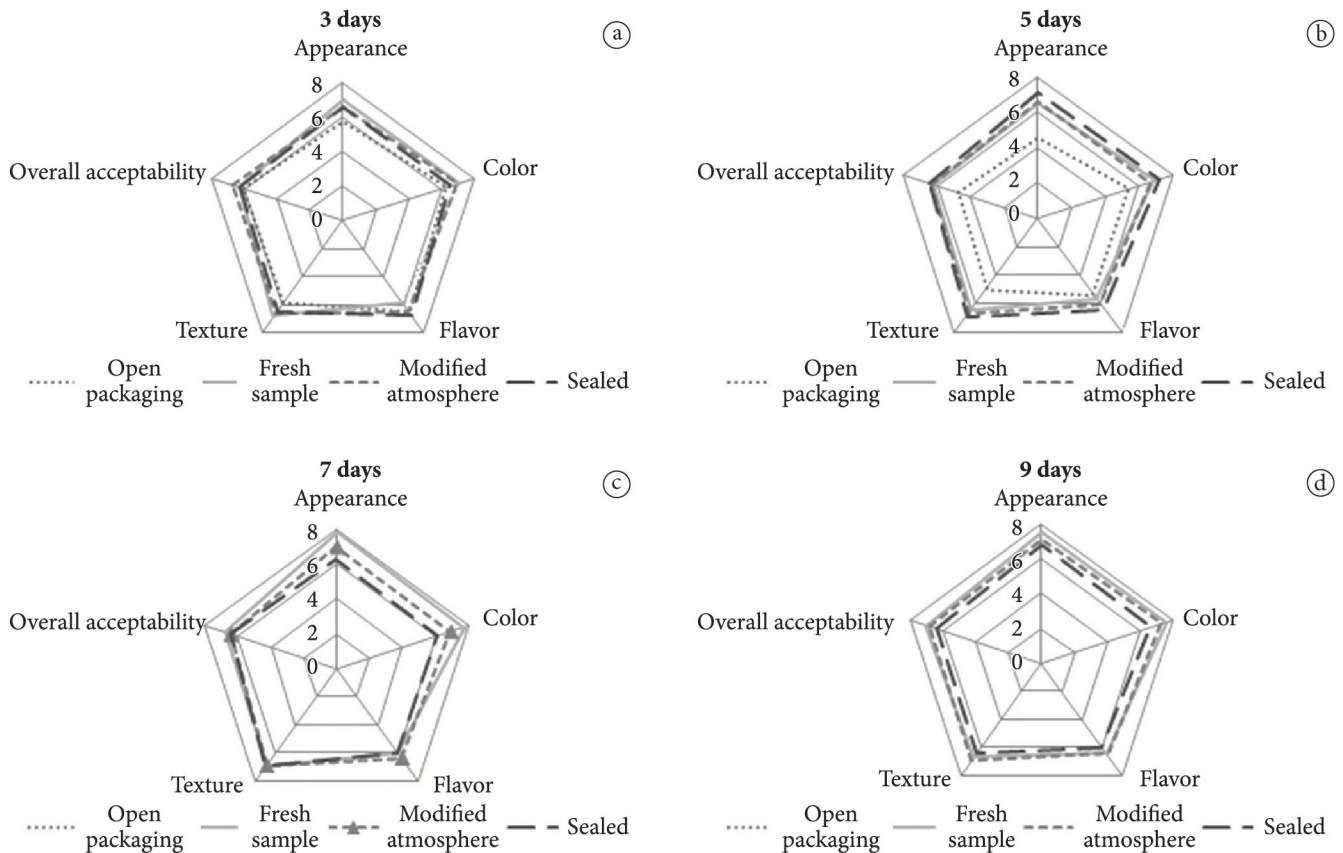 3 days
Appearance
a
8
6
4
2
0
Color
Overall acceptability
Texture
Flavor
Open packaging
Fresh sample
Modified atmosphere
Sealed
5 days
Appearance
b
8
6
4
2
0
Color
Overall acceptability
Texture
Flavor
Open packaging
Fresh sample
Modified atmosphere
Sealed
7 days
Appearance
c
8
6
4
2
0
Color
Overall acceptability
Texture
Flavor
Open packaging
Fresh sample
Modified atmosphere
Sealed
9 days
Appearance
d
8
6
4
2
0
Color
Overall acceptability
Texture
Flavor
Open packaging
Fresh sample
Modified atmosphere
Sealed